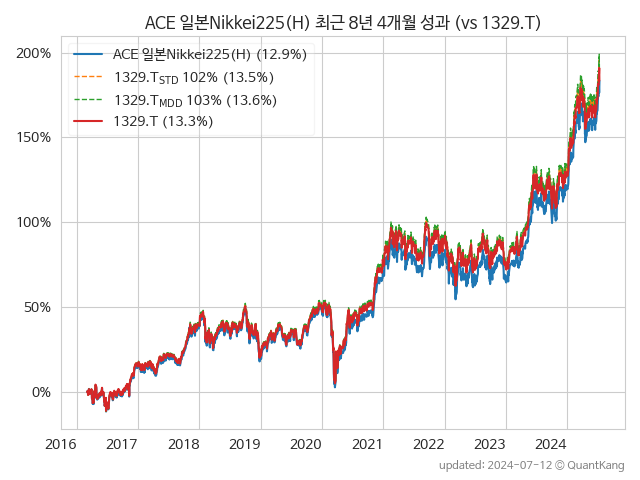 ACE 일본Nikkei225(H) 최근 8년 4개월 성과 (vs 1329.T)
200%
150%
100%
50%
0%
ACE 일본Nikkei225(H) (12.9%)
1329.T_STD 102% (13.5%)
1329.T_MDD 103% (13.6%)
1329.T (13.3%)
2016 2017 2018 2019 2020 2021 2022 2023 2024
updated: 2024-07-12 © QuantKang